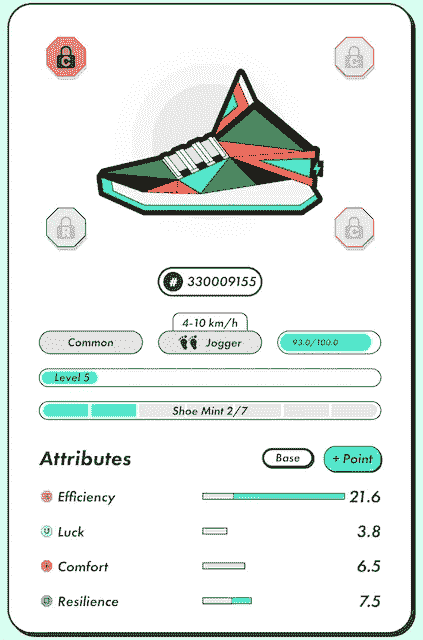 C
C
R
C
# 330009155
4-10 km/h
Common
Jogger
93.0/100.0
Level 5
Shoe Mint 2/7
Attributes
Base
+ Point
Efficiency 21.6
Luck 3.8
Comfort 6.5
Resilience 7.5